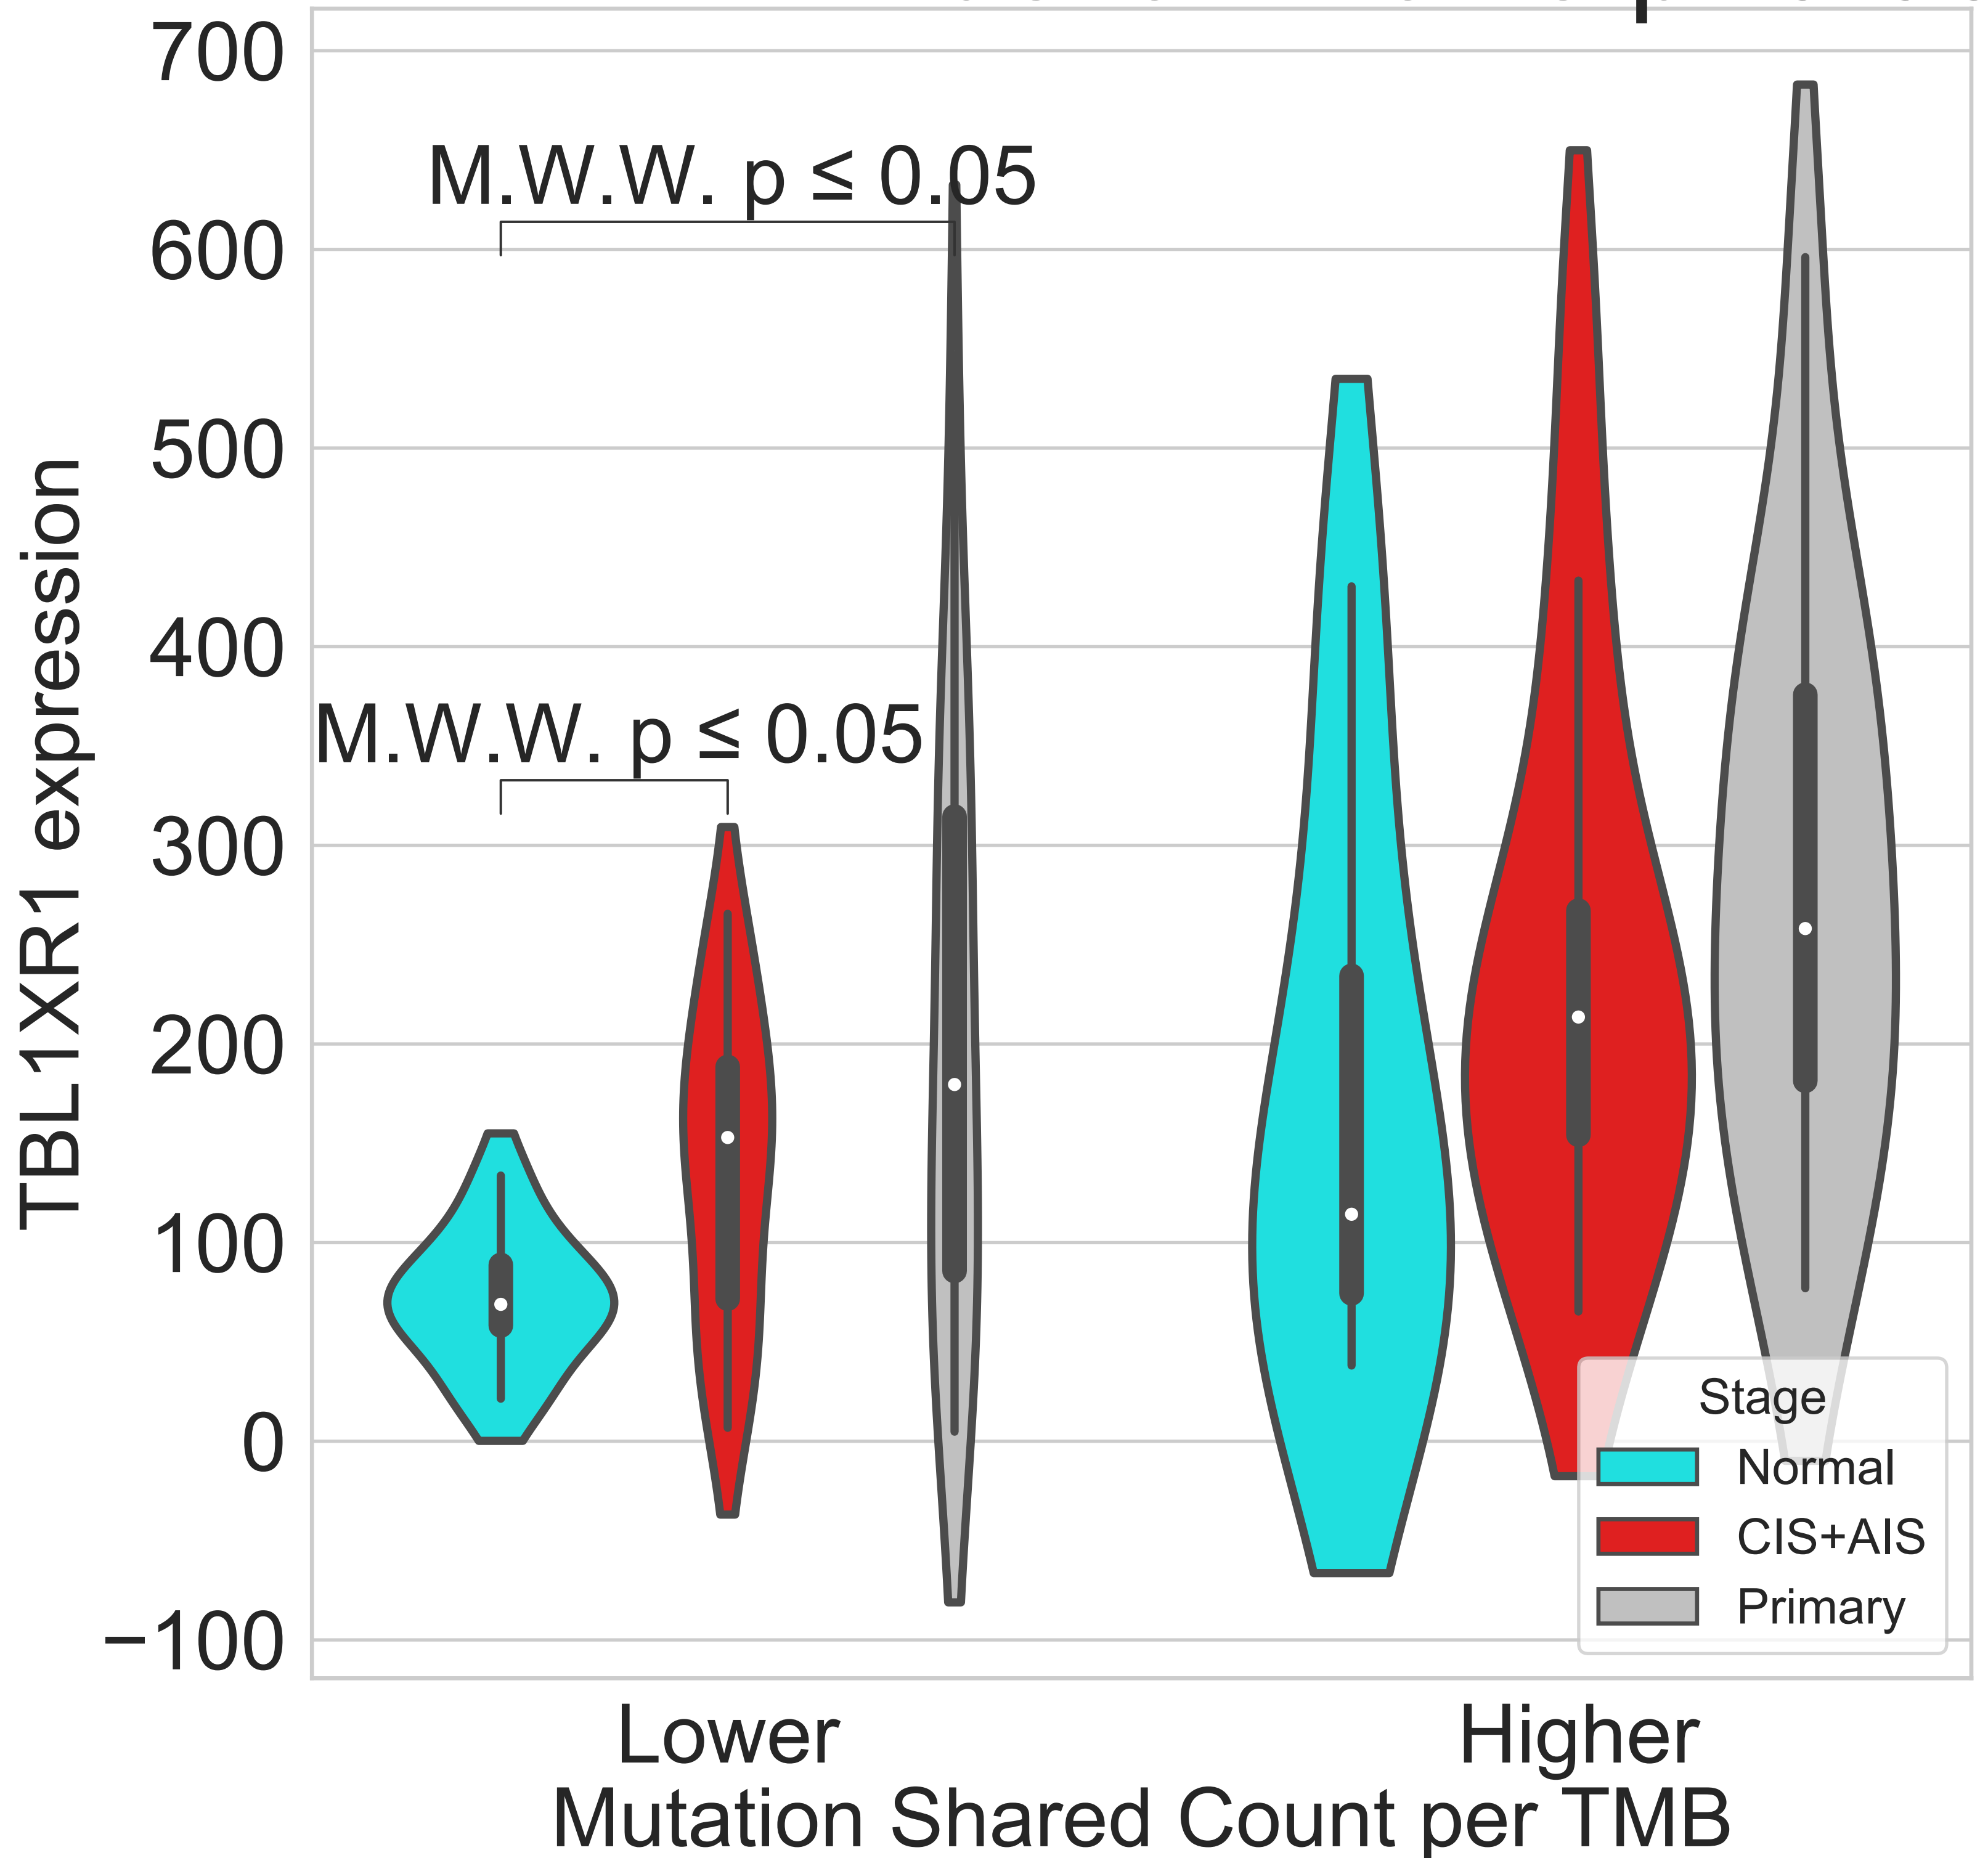 M.W.W. p ≤ 0.05
M.W.W. p ≤ 0.05
TBL1XR1 expression
700
600
500
400
300
200
100
0
−100
Lower
Higher
Mutation Shared Count per TMB
Stage
Normal
CIS+AIS
Primary